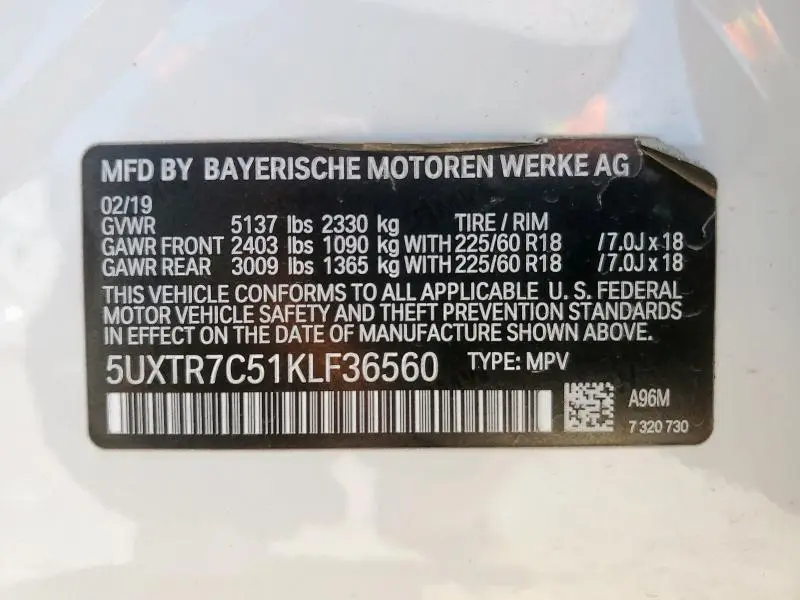 MFD BY BAYERISCHE MOTOREN WERKE AG
02/19
GVWR 5137 lbs 2330 kg TIRE / RIM
GAWR FRONT 2403 lbs 1090 kg WITH 225/60 R18 /7.0J x 18
GAWR REAR 3009 lbs 1365 kg WITH 225/60 R18 /7.0J x 18
THIS VEHICLE CONFORMS TO ALL APPLICABLE U. S. FEDERAL
MOTOR VEHICLE SAFETY AND THEFT PREVENTION STANDARDS
IN EFFECT ON THE DATE OF MANUFACTURE SHOWN ABOVE.
5UXTR7C51KLF36560 TYPE: MPV
A96M
7 320 730